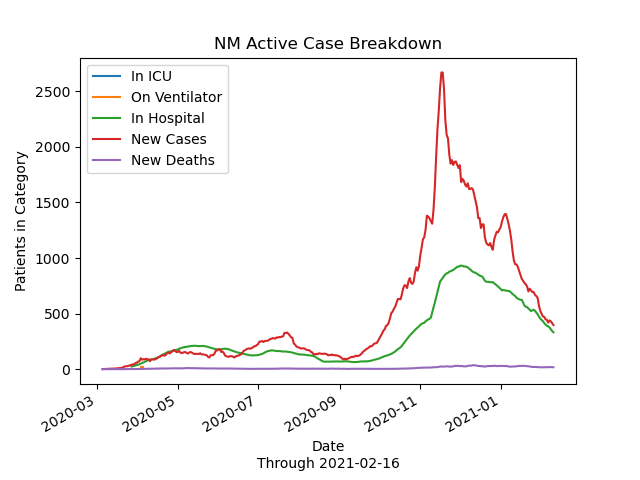 NM Active Case Breakdown
In ICU
On Ventilator
In Hospital
New Cases
New Deaths
Patients in Category
2500
2000
1500
1000
500
0
2020-03
2020-05
2020-07
2020-09
2020-11
2021-01
Date
Through 2021-02-16